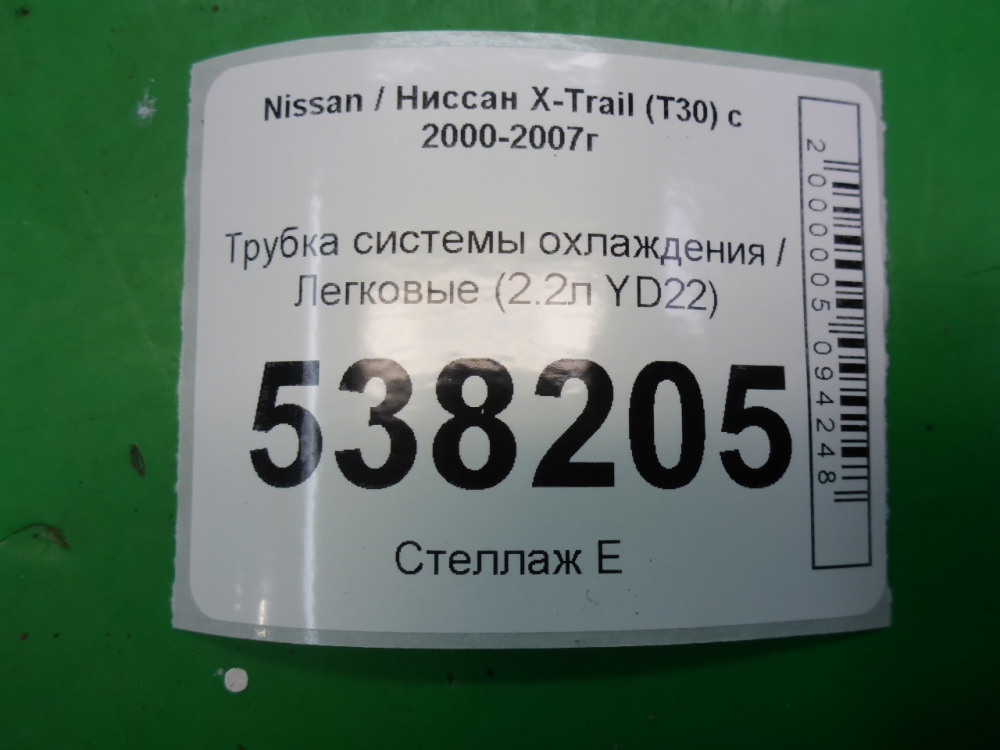 Nissan / Ниссан X-Trail (T30) с
2000-2007г
Трубка системы охлаждения /
Легковые (2.2л YD22)
538205
Стеллаж Е
2000005094248